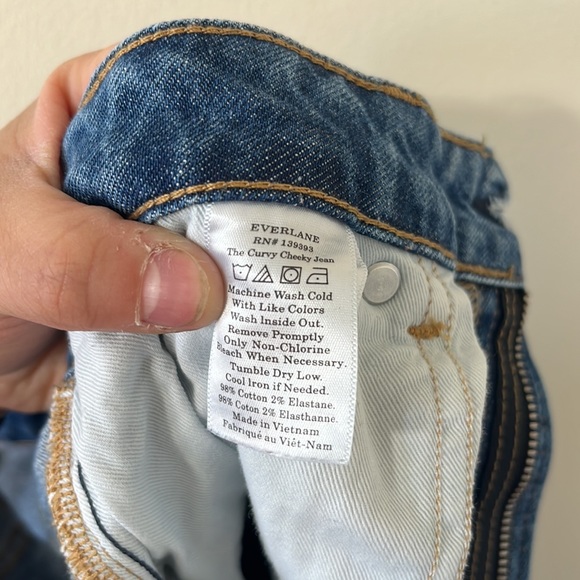 EVERLANE
RN# 139393
The Curvy Cheeky Jean
Machine Wash Cold
With Like Colors
Wash Inside Out.
Remove Promptly
Only Non-Chlorine
Bleach When Necessary.
Tumble Dry Low.
Cool Iron if Needed.
98% Cotton 2% Elastane.
98% Coton 2% Elasthanne.
Made in Vietnam
Fabriqué au Viêt-Nam